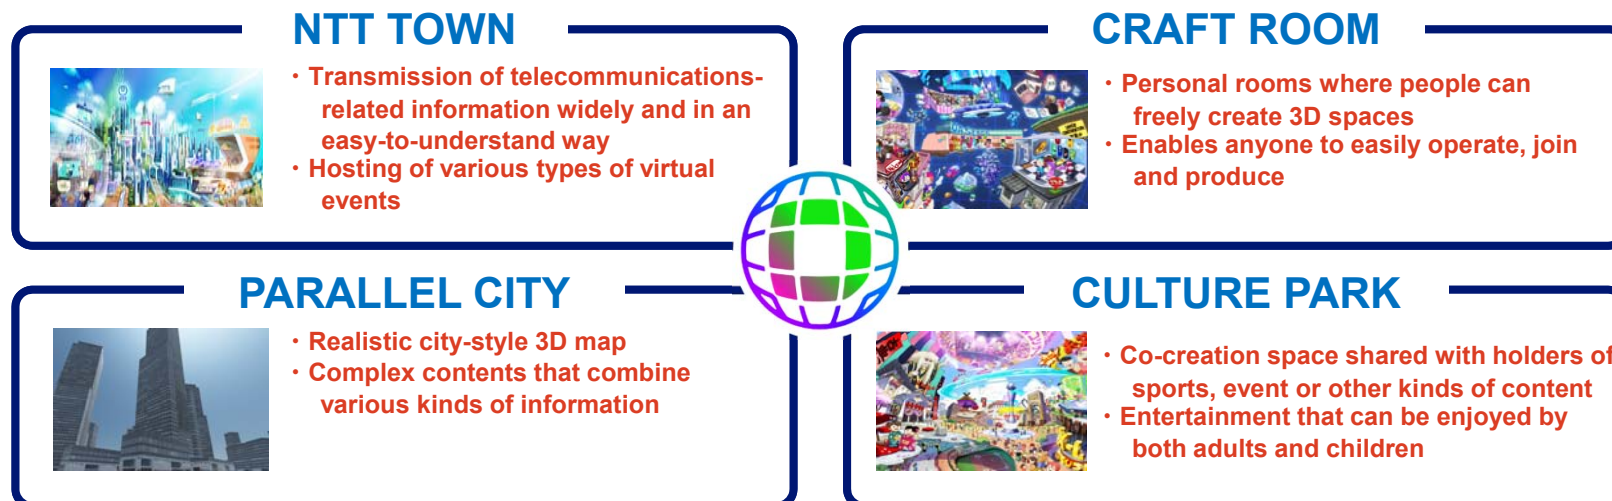 NTT TOWN
・Transmission of telecommunications-
related information widely and in an
easy-to-understand way
・Hosting of various types of virtual
events
CRAFT ROOM
・Personal rooms where people can
freely create 3D spaces
・Enables anyone to easily operate, join
and produce
PARALLEL CITY
・Realistic city-style 3D map
・Complex contents that combine
various kinds of information
CULTURE PARK
・Co-creation space shared with holders of
sports, event or other kinds of content
・Entertainment that can be enjoyed by
both adults and children